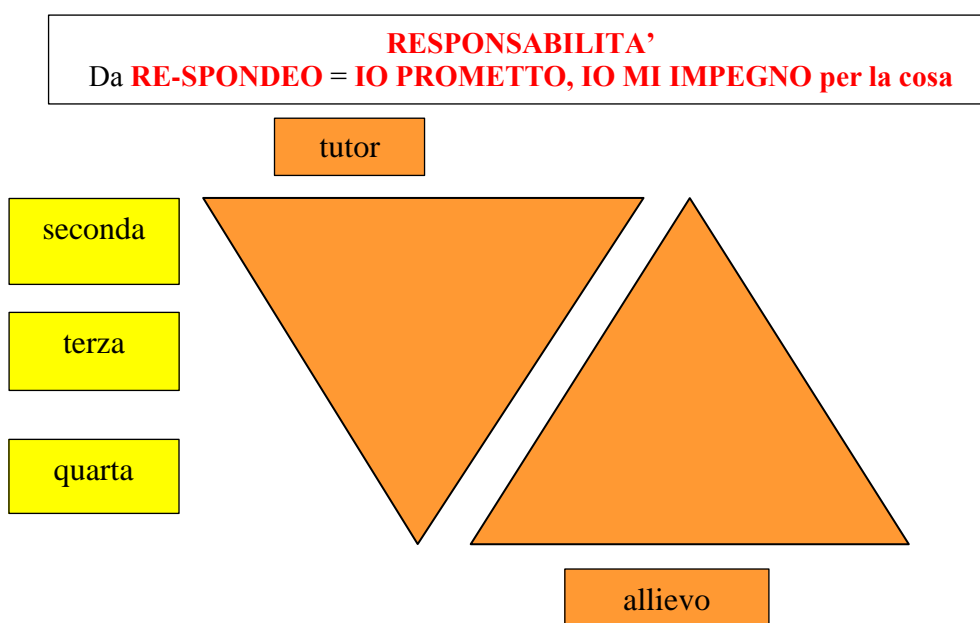 RESPONSABILITA’
Da RE-SPONDEO = IO PROMETTO, IO MI IMPEGNO per la cosa
tutor
seconda
terza
quarta
allievo